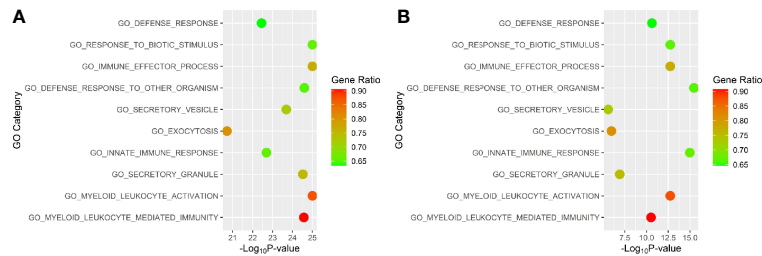 A
GO Category
GO_DEFENSE_RESPONSE
GO_RESPONSE_TO_BIOTIC_STIMULUS
GO_IMMUNE_EFFECTOR_PROCESS
GO_DEFENSE_RESPONSE_TO_OTHER_ORGANISM
GO_SECRETORY_VESICLE
GO_EXOCYTOSIS
GO_INNATE_IMMUNE_RESPONSE
GO_SECRETORY_GRANULE
GO_MYELOID_LEUKOCYTE_ACTIVATION
GO_MYELOID_LEUKOCYTE_MEDIATED_IMMUNITY
21 22 23 24 25
-Log10P-value
Gene Ratio
0.90
0.85
0.80
0.75
0.70
0.65
B
GO Category
GO_DEFENSE_RESPONSE
GO_RESPONSE_TO_BIOTIC_STIMULUS
GO_IMMUNE_EFFECTOR_PROCESS
GO_DEFENSE_RESPONSE_TO_OTHER_ORGANISM
GO_SECRETORY_VESICLE
GO_EXOCYTOSIS
G0_INNATE_IMMUNE_RESPONSE
GO_SECRETORY_GRANULE
GO_MYELOID_LEUKOCYTE_ACTIVATION
GO_MYELOID_LEUKOCYTE_MEDIATED_IMMUNITY
7.5 10.0 12.5 15.0
-Log10P-value
Gene Ratio
0.90
0.85
0.80
0.75
0.70
0.65